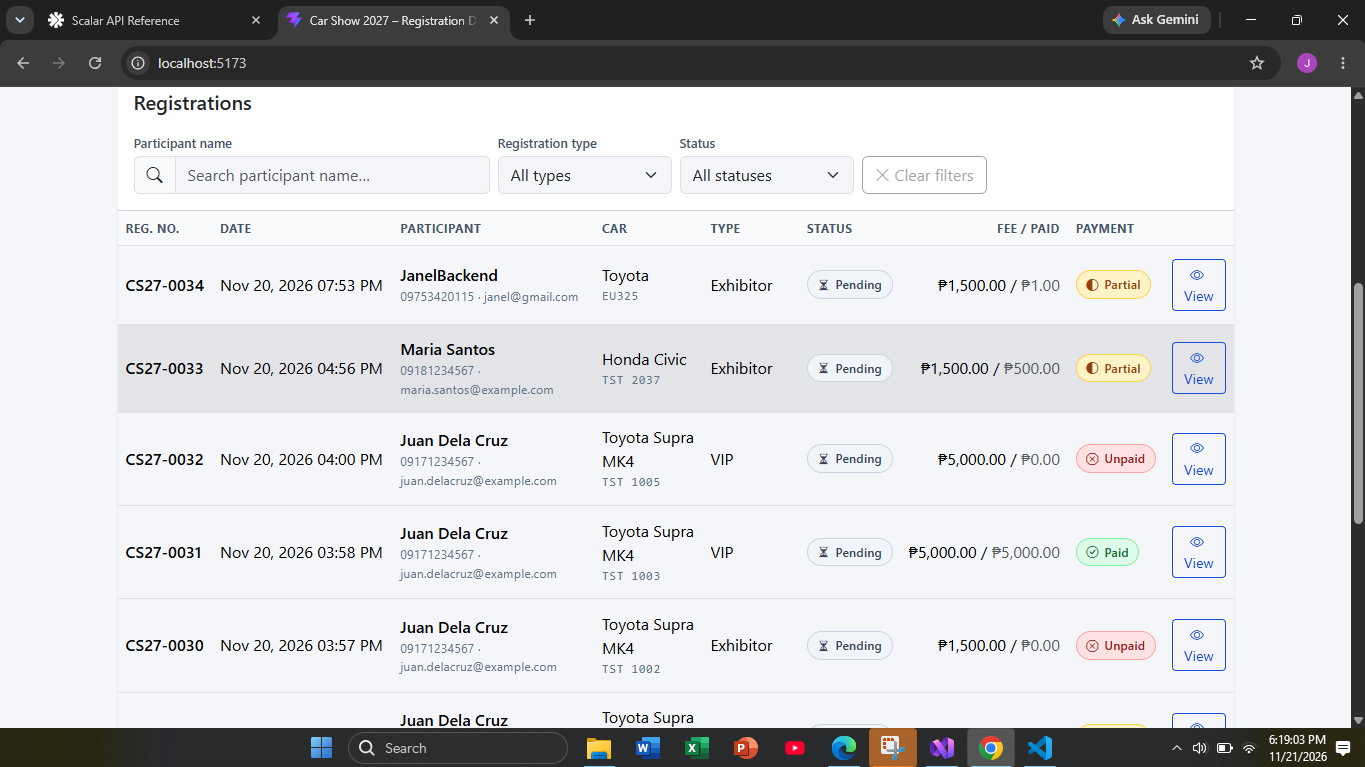 Scalar API Reference
Car Show 2027 – Registration D
Ask Gemini
localhost:5173
J
Registrations
Participant name
Registration type
Status
Search participant name...
All types
All statuses
Clear filters
REG. NO. DATE PARTICIPANT CAR TYPE STATUS FEE / PAID PAYMENT
CS27-0034 Nov 20, 2026 07:53 PM JanelBackend Toyota Exhibitor Pending ₱1,500.00 / ₱1.00 Partial View
09753420115 · janel@gmail.com EU325
CS27-0033 Nov 20, 2026 04:56 PM Maria Santos Honda Civic Exhibitor Pending ₱1,500.00 / ₱500.00 Partial View
09181234567 · TST 2037
maria.santos@example.com
CS27-0032 Nov 20, 2026 04:00 PM Juan Dela Cruz Toyota Supra VIP Pending ₱5,000.00 / ₱0.00 Unpaid View
09171234567 · MK4
juan.delacruz@example.com TST 1005
CS27-0031 Nov 20, 2026 03:58 PM Juan Dela Cruz Toyota Supra VIP Pending ₱5,000.00 / ₱5,000.00 Paid View
09171234567 · MK4
juan.delacruz@example.com TST 1003
CS27-0030 Nov 20, 2026 03:57 PM Juan Dela Cruz Toyota Supra Exhibitor Pending ₱1,500.00 / ₱0.00 Unpaid View
09171234567 · MK4
juan.delacruz@example.com TST 1002
Juan Dela Cruz Toyota Supra
Search
6:19:03 PM
11/21/2026